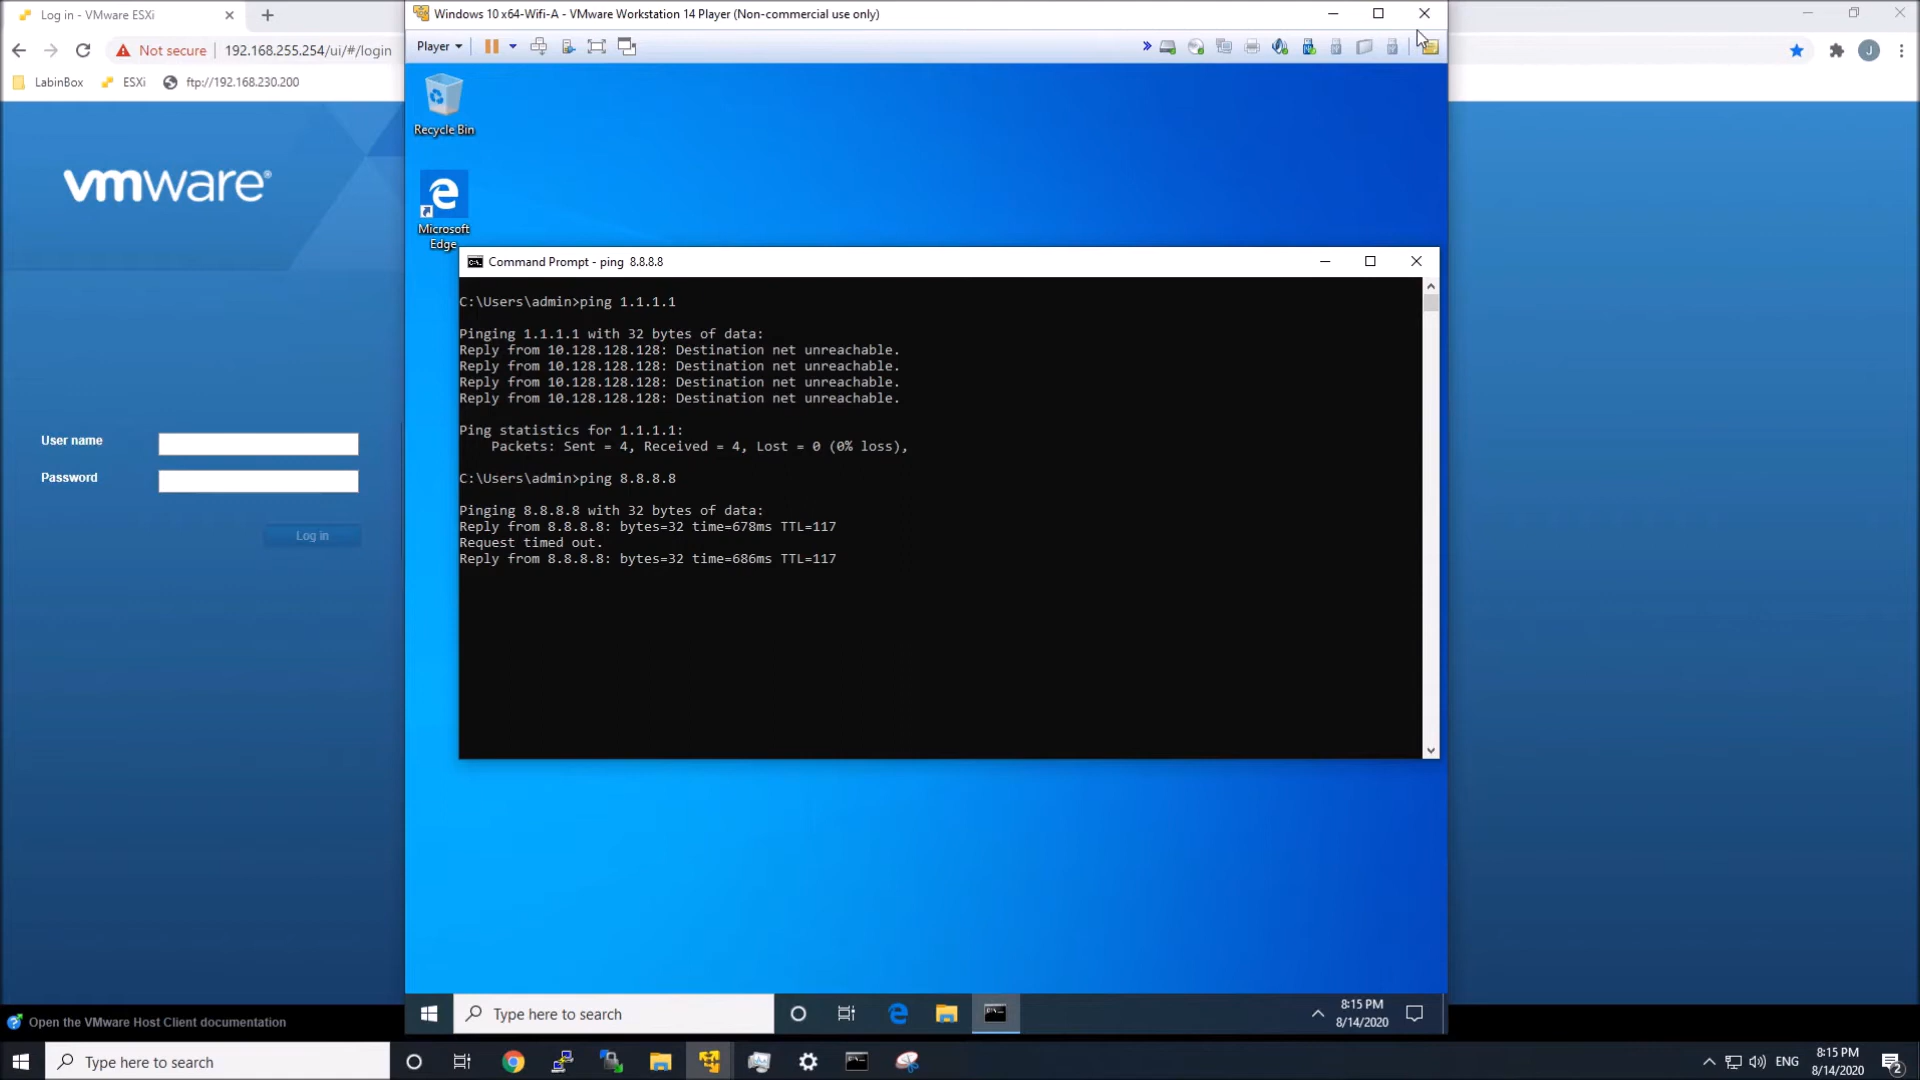 Log in - VMware ESXi
Not secure
192.168.255.254/ui/#/login
J
LabinBox
ESXi
ftp://192.168.230.200
vmware®
User name
Password
Log in
Open the VMware Host Client documentation
Windows 10 x64-Wifi-A - VMware Workstation 14 Player (Non-commercial use only)
Player
Recycle Bin
Microsoft
Edge
Command Prompt - ping  8.8.8.8
C:\Users\admin>ping 1.1.1.1
Pinging 1.1.1.1 with 32 bytes of data:
Reply from 10.128.128.128: Destination net unreachable.
Reply from 10.128.128.128: Destination net unreachable.
Reply from 10.128.128.128: Destination net unreachable.
Reply from 10.128.128.128: Destination net unreachable.
Ping statistics for 1.1.1.1:
    Packets: Sent = 4, Received = 4, Lost = 0 (0% loss),
C:\Users\admin>ping 8.8.8.8
Pinging 8.8.8.8 with 32 bytes of data:
Reply from 8.8.8.8: bytes=32 time=678ms TTL=117
Request timed out.
Reply from 8.8.8.8: bytes=32 time=686ms TTL=117
Type here to search
8:15 PM
8/14/2020
Type here to search
ENG
8:15 PM
8/14/2020
2